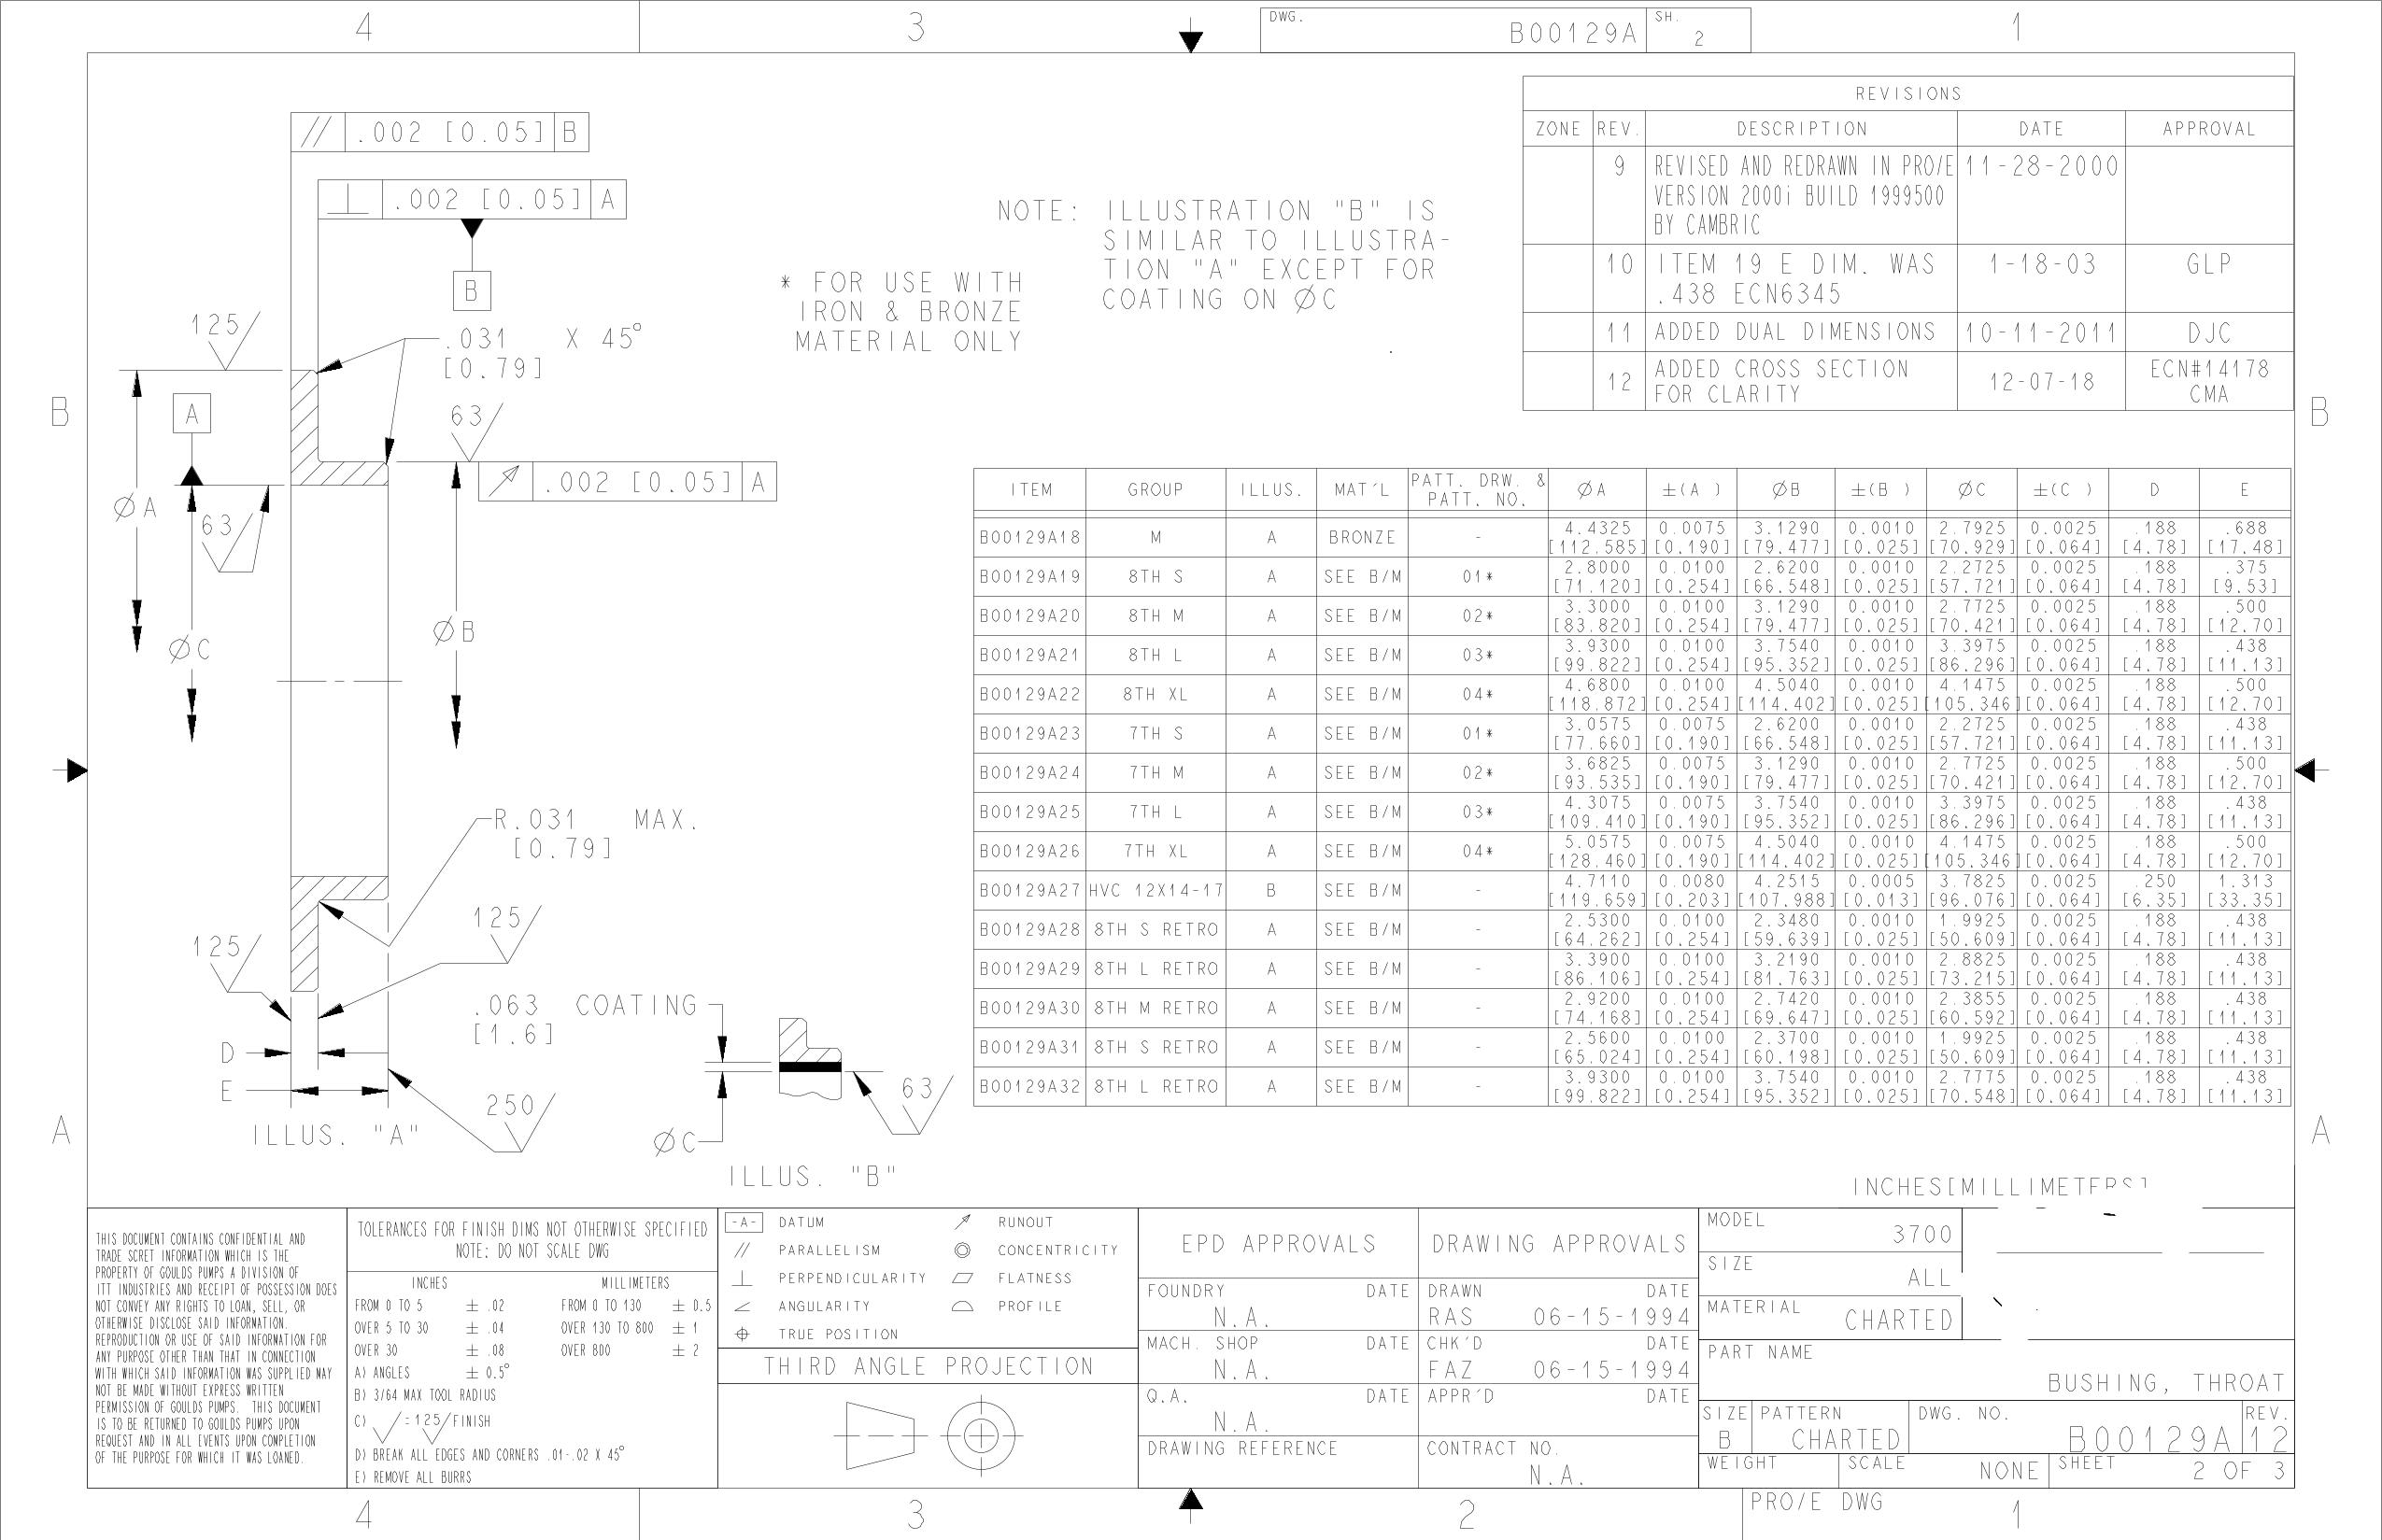 4
3
DWG.
B00129A
SH.
2
1
REVISIONS
ZONE REV. DESCRIPTION DATE APPROVAL
9 REVISED AND REDRAWN IN PRO/E 11-28-2000
VERSION 2000i BUILD 1999500
BY CAMBRIC
10 ITEM 19 E DIM. WAS 1-18-03 GLP
.438 ECN6345
11 ADDED DUAL DIMENSIONS 10-11-2011 DJC
12 ADDED CROSS SECTION 12-07-18 ECN#14178
FOR CLARITY CMA
// .002 [0.05] B
⊥ .002 [0.05] A
B
NOTE: ILLUSTRATION "B" IS
SIMILAR TO ILLUSTRA-
TION "A" EXCEPT FOR
COATING ON ØC
* FOR USE WITH
IRON & BRONZE
MATERIAL ONLY
125
.031 X 45°
[0.79]
A
63
.002 [0.05] A
ØA
63
ØC
ØB
R.031 MAX.
[0.79]
125
125
.063 COATING
[1.6]
D
E
250
63
ØC
ILLUS. "A"
ILLUS. "B"
B
B
A
A
ITEM GROUP ILLUS. MAT'L PATT. DRW. & PATT. NO. ØA ±(A ) ØB ±(B ) ØC ±(C ) D E
B00129A18 M A BRONZE - 4.4325 0.0075 3.1290 0.0010 2.7925 0.0025 .188 .688
[112.585] [0.190] [79.477] [0.025] [70.929] [0.064] [4.78] [17.48]
B00129A19 8TH S A SEE B/M 01* 2.8000 0.0100 2.6200 0.0010 2.2725 0.0025 .188 .375
[71.120] [0.254] [66.548] [0.025] [57.721] [0.064] [4.78] [9.53]
B00129A20 8TH M A SEE B/M 02* 3.3000 0.0100 3.1290 0.0010 2.7725 0.0025 .188 .500
[83.820] [0.254] [79.477] [0.025] [70.421] [0.064] [4.78] [12.70]
B00129A21 8TH L A SEE B/M 03* 3.9300 0.0100 3.7540 0.0010 3.3975 0.0025 .188 .438
[99.822] [0.254] [95.352] [0.025] [86.296] [0.064] [4.78] [11.13]
B00129A22 8TH XL A SEE B/M 04* 4.6800 0.0100 4.5040 0.0010 4.1475 0.0025 .188 .500
[118.872] [0.254] [114.402] [0.025] [105.346] [0.064] [4.78] [12.70]
B00129A23 7TH S A SEE B/M 01* 3.0575 0.0075 2.6200 0.0010 2.2725 0.0025 .188 .438
[77.660] [0.190] [66.548] [0.025] [57.721] [0.064] [4.78] [11.13]
B00129A24 7TH M A SEE B/M 02* 3.6825 0.0075 3.1290 0.0010 2.7725 0.0025 .188 .500
[93.535] [0.190] [79.477] [0.025] [70.421] [0.064] [4.78] [12.70]
B00129A25 7TH L A SEE B/M 03* 4.3075 0.0075 3.7540 0.0010 3.3975 0.0025 .188 .438
[109.410] [0.190] [95.352] [0.025] [86.296] [0.064] [4.78] [11.13]
B00129A26 7TH XL A SEE B/M 04* 5.0575 0.0075 4.5040 0.0010 4.1475 0.0025 .188 .500
[128.460] [0.190] [114.402] [0.025] [105.346] [0.064] [4.78] [12.70]
B00129A27 HVC 12X14-17 B SEE B/M - 4.7110 0.0080 4.2515 0.0005 3.7825 0.0025 .250 1.313
[119.659] [0.203] [107.988] [0.013] [96.076] [0.064] [6.35] [33.35]
B00129A28 8TH S RETRO A SEE B/M - 2.5300 0.0100 2.3480 0.0010 1.9925 0.0025 .188 .438
[64.262] [0.254] [59.639] [0.025] [50.609] [0.064] [4.78] [11.13]
B00129A29 8TH L RETRO A SEE B/M - 3.3900 0.0100 3.2190 0.0010 2.8825 0.0025 .188 .438
[86.106] [0.254] [81.763] [0.025] [73.215] [0.064] [4.78] [11.13]
B00129A30 8TH M RETRO A SEE B/M - 2.9200 0.0100 2.7420 0.0010 2.3855 0.0025 .188 .438
[74.168] [0.254] [69.647] [0.025] [60.592] [0.064] [4.78] [11.13]
B00129A31 8TH S RETRO A SEE B/M - 2.5600 0.0100 2.3700 0.0010 1.9925 0.0025 .188 .438
[65.024] [0.254] [60.198] [0.025] [50.609] [0.064] [4.78] [11.13]
B00129A32 8TH L RETRO A SEE B/M - 3.9300 0.0100 3.7540 0.0010 2.7775 0.0025 .188 .438
[99.822] [0.254] [95.352] [0.025] [70.548] [0.064] [4.78] [11.13]
INCHES[MILLIMETERS]
THIS DOCUMENT CONTAINS CONFIDENTIAL AND
TRADE SCRET INFORMATION WHICH IS THE
PROPERTY OF GOULDS PUMPS A DIVISION OF
ITT INDUSTRIES AND RECEIPT OF POSSESSION DOES
NOT CONVEY ANY RIGHTS TO LOAN, SELL, OR
OTHERWISE DISCLOSE SAID INFORMATION.
REPRODUCTION OR USE OF SAID INFORMATION FOR
ANY PURPOSE OTHER THAN THAT IN CONNECTION
WITH WHICH SAID INFORMATION WAS SUPPLIED MAY
NOT BE MADE WITHOUT EXPRESS WRITTEN
PERMISSION OF GOULDS PUMPS. THIS DOCUMENT
IS TO BE RETURNED TO GOULDS PUMPS UPON
REQUEST AND IN ALL EVENTS UPON COMPLETION
OF THE PURPOSE FOR WHICH IT WAS LOANED.
TOLERANCES FOR FINISH DIMS NOT OTHERWISE SPECIFIED
NOTE: DO NOT SCALE DWG
INCHES MILLIMETERS
FROM 0 TO 5 ± .02 FROM 0 TO 130 ± 0.5
OVER 5 TO 30 ± .04 OVER 130 TO 800 ± 1
OVER 30 ± .08 OVER 800 ± 2
A) ANGLES ± 0.5°
B) 3/64 MAX TOOL RADIUS
C) √ = 125 FINISH
D) BREAK ALL EDGES AND CORNERS .01-.02 X 45°
E) REMOVE ALL BURRS
-A- DATUM RUNOUT
// PARALLELISM CONCENTRICITY
⊥ PERPENDICULARITY FLATNESS
ANGULARITY PROFILE
TRUE POSITION
THIRD ANGLE PROJECTION
EPD APPROVALS
FOUNDRY DATE
N.A.
MACH. SHOP DATE
N.A.
Q.A. DATE
N.A.
DRAWING REFERENCE
DRAWING APPROVALS
DRAWN DATE
RAS 06-15-1994
CHK'D DATE
FAZ 06-15-1994
APPR'D DATE
CONTRACT NO.
N.A.
MODEL
3700
SIZE
ALL
MATERIAL
CHARTED
PART NAME
BUSHING, THROAT
SIZE PATTERN DWG. NO. REV.
B CHARTED B00129A 12
WEIGHT SCALE NONE SHEET 2 OF 3
4
3
2
PRO/E DWG
1